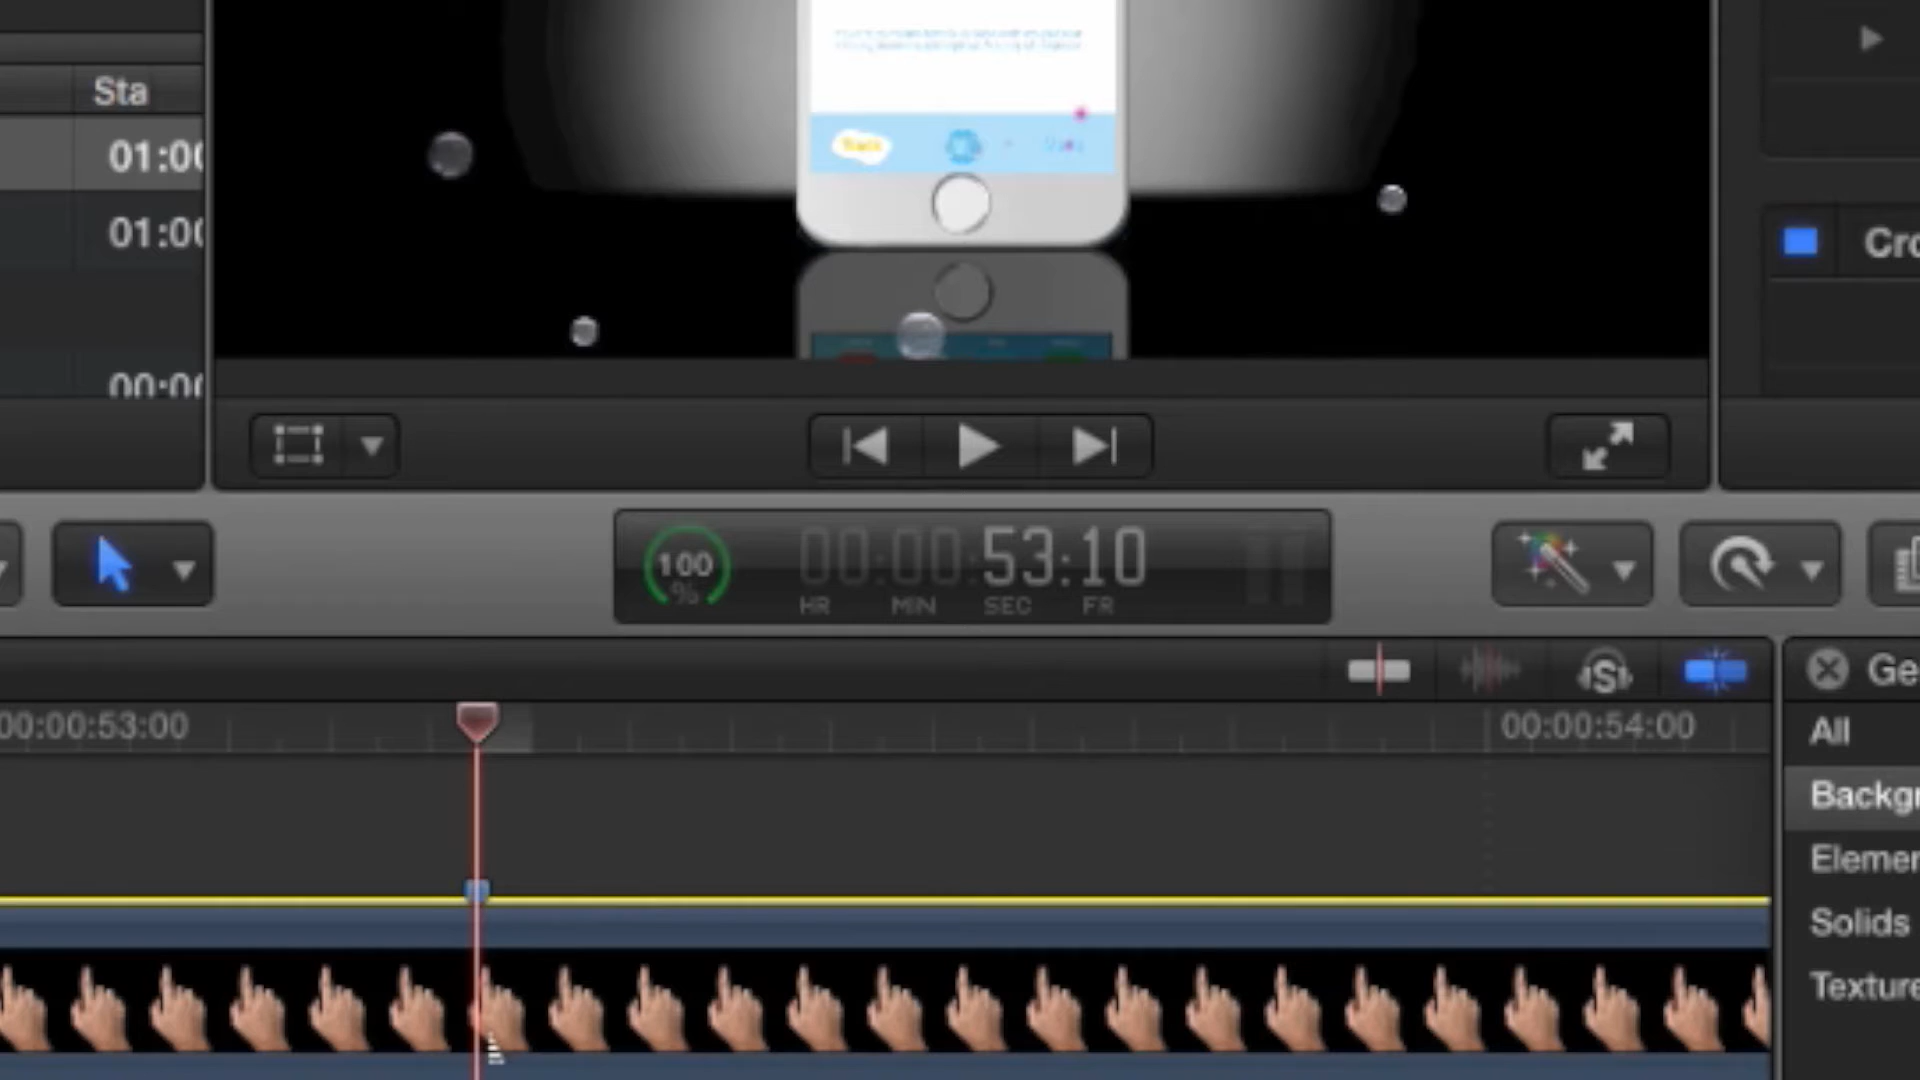 Sta
01:00
01:00
00:00
Cro
100
%
00:00:53:10
HR MIN SEC FR
00:00:53:00
00:00:54:00
Ge
All
Backgr
Elemen
Solids
Texture